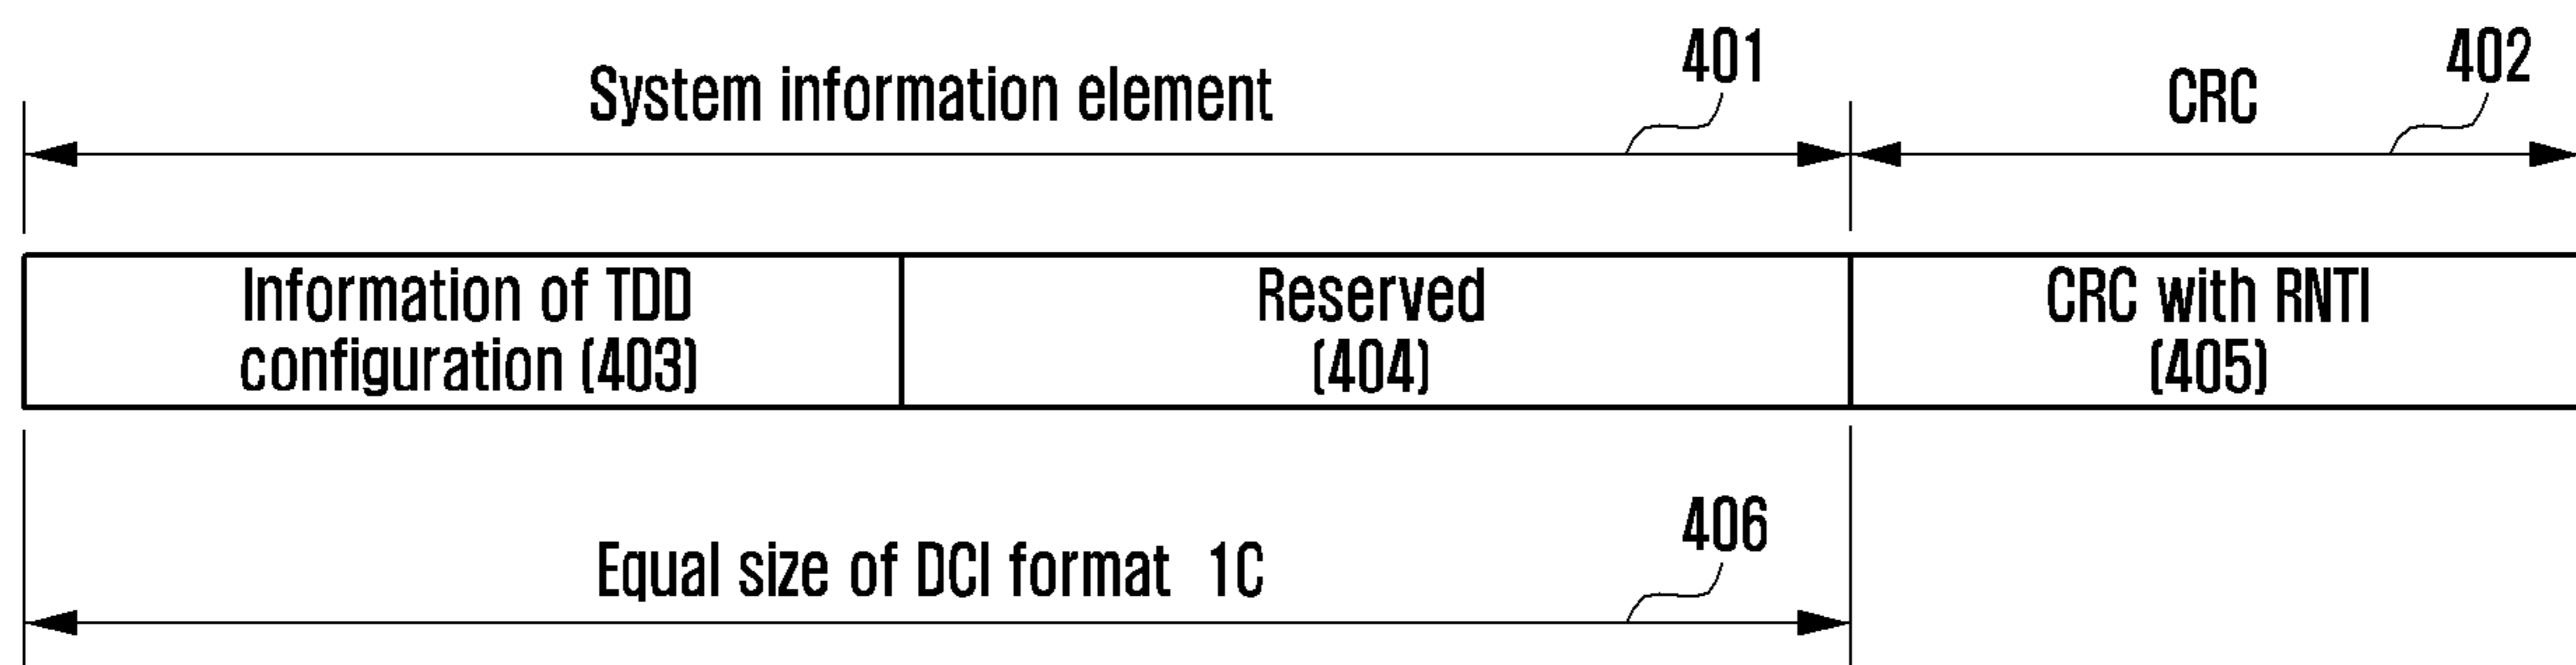 401
402
System information element
CRC
Information of TDD
configuration (403)
Reserved
(404)
CRC with RNTI
(405)
406
Equal size of DCI format 1C